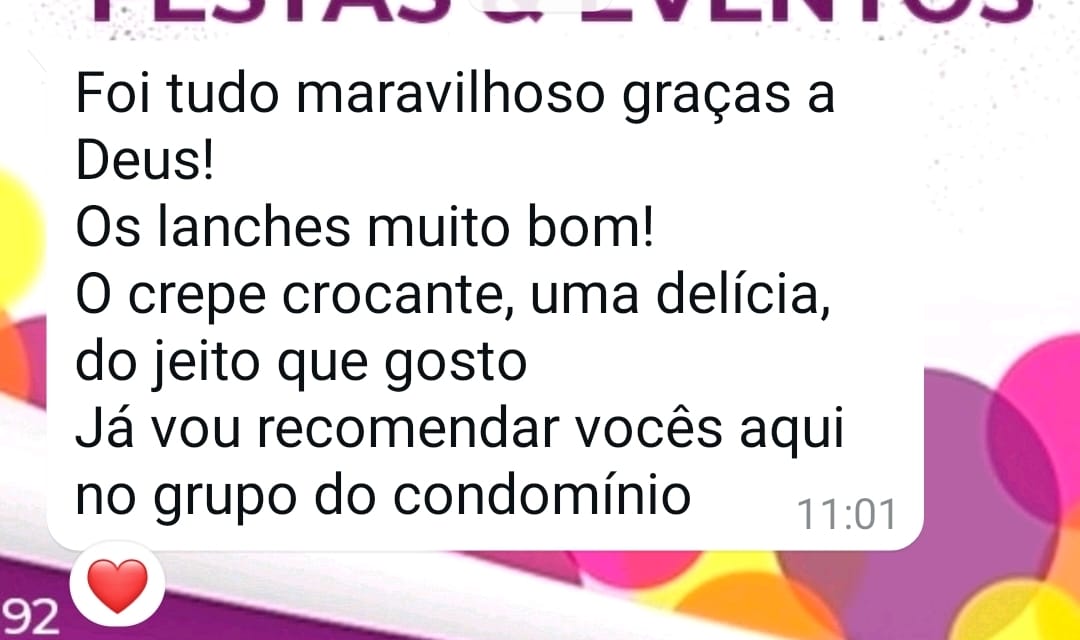 FESTAS & EVENTOS
Foi tudo maravilhoso graças a
Deus!
Os lanches muito bom!
O crepe crocante, uma delícia,
do jeito que gosto
Já vou recomendar vocês aqui
no grupo do condomínio
11:01
92